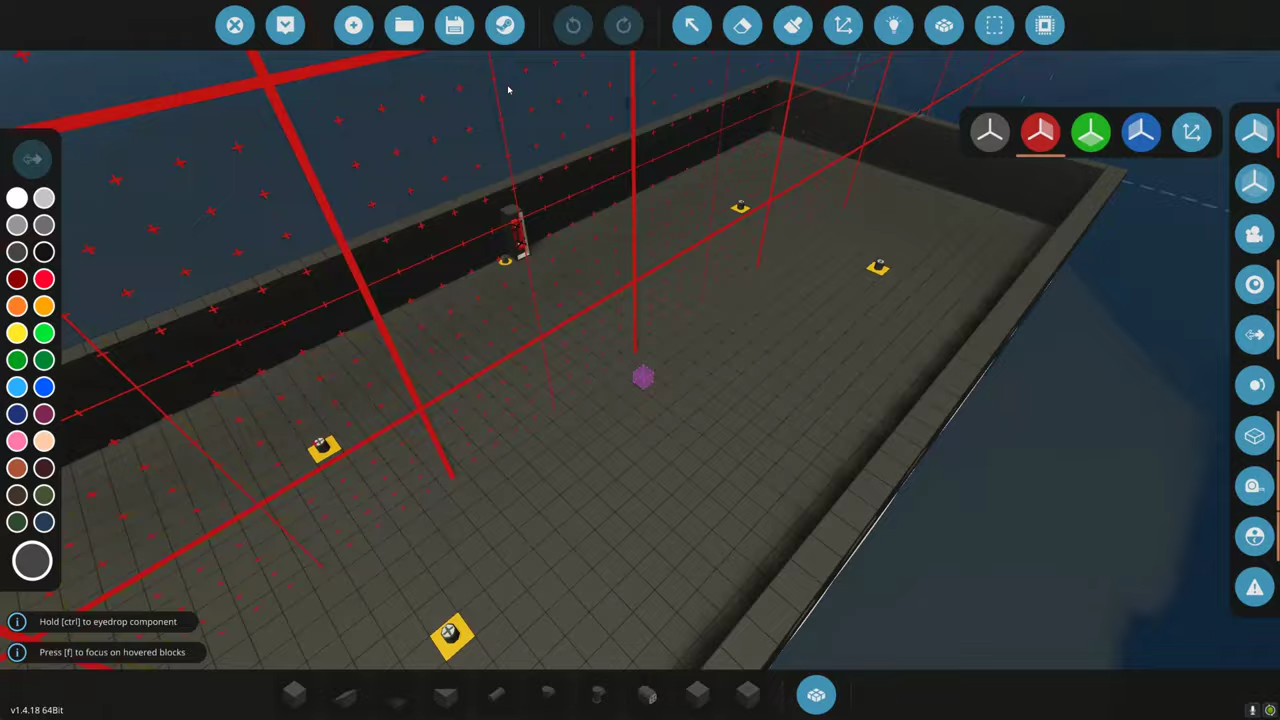 Hold [ctrl] to eyedrop component
Press [f] to focus on hovered blocks
v1.4.18 64Bit